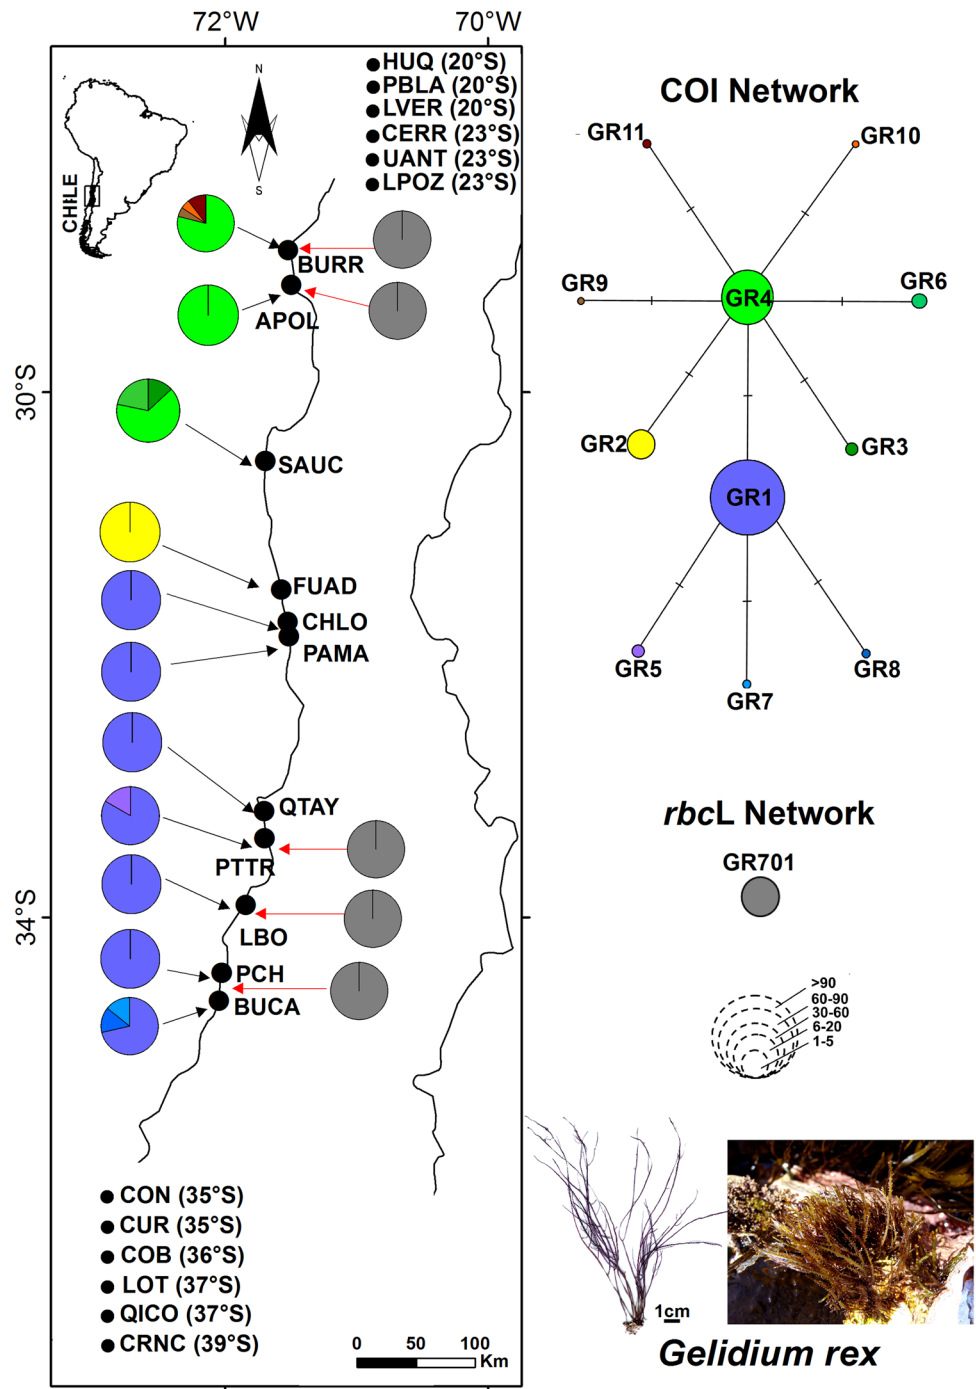 72°W
70°W
HUQ (20°S)
PBLA (20°S)
LVER (20°S)
CERR (23°S)
UANT (23°S)
LPOZ (23°S)
N
S
CHILE
BURR
APOL
30°S
SAUC
FUAD
CHLO
PAMA
QTAY
PTTR
34°S
LBO
PCH
BUCA
CON (35°S)
CUR (35°S)
COB (36°S)
LOT (37°S)
QICO (37°S)
CRNC (39°S)
0 50 100
Km
COI Network
GR11
GR10
GR9
GR4
GR6
GR2
GR3
GR1
GR5
GR8
GR7
rbcL Network
GR701
>90
60-90
30-60
6-20
1-5
1cm
Gelidium rex